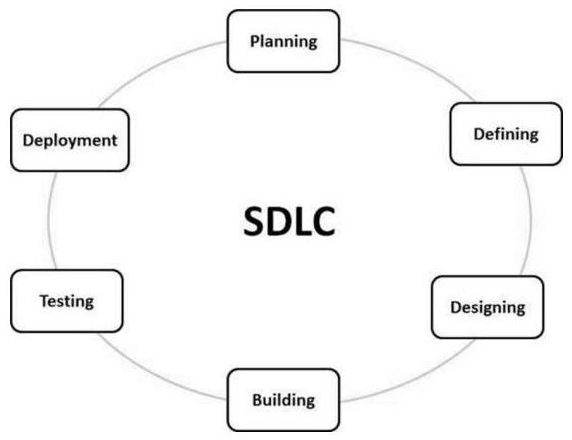 Planning
Defining
Designing
Building
Testing
Deployment
SDLC